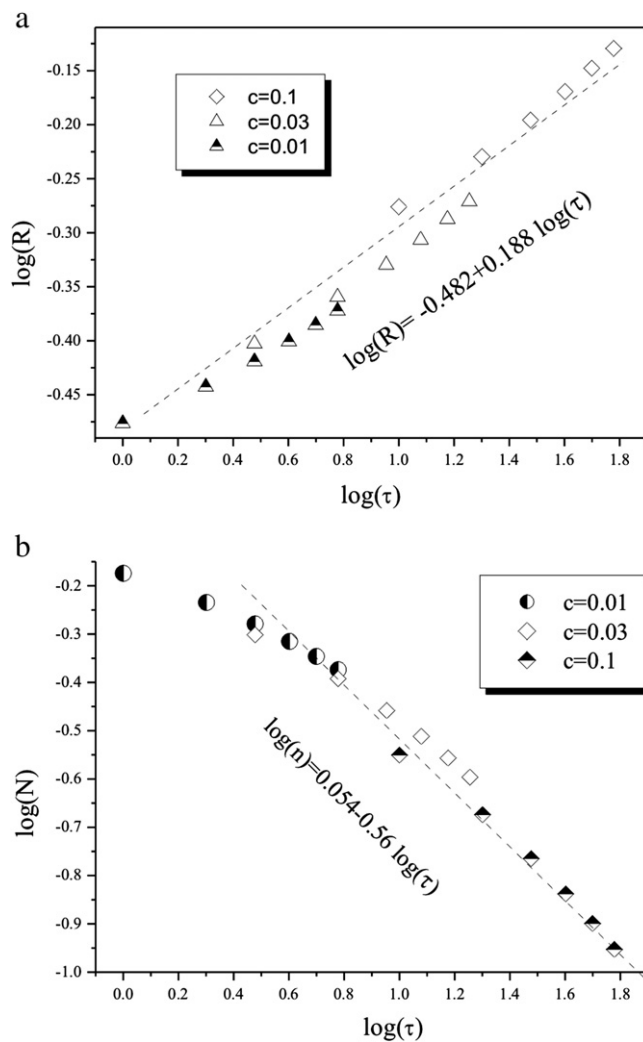 a
-0.15
-0.20
-0.25
-0.30
-0.35
-0.40
-0.45
log(R)
c=0.1
c=0.03
c=0.01
log(R)= -0.482+0.188 log(τ)
0.0 0.2 0.4 0.6 0.8 1.0 1.2 1.4 1.6 1.8
log(τ)
b
-0.2
-0.3
-0.4
-0.5
-0.6
-0.7
-0.8
-0.9
-1.0
log(N)
c=0.01
c=0.03
c=0.1
log(n)=0.054-0.56 log(τ)
0.0 0.2 0.4 0.6 0.8 1.0 1.2 1.4 1.6 1.8
log(τ)